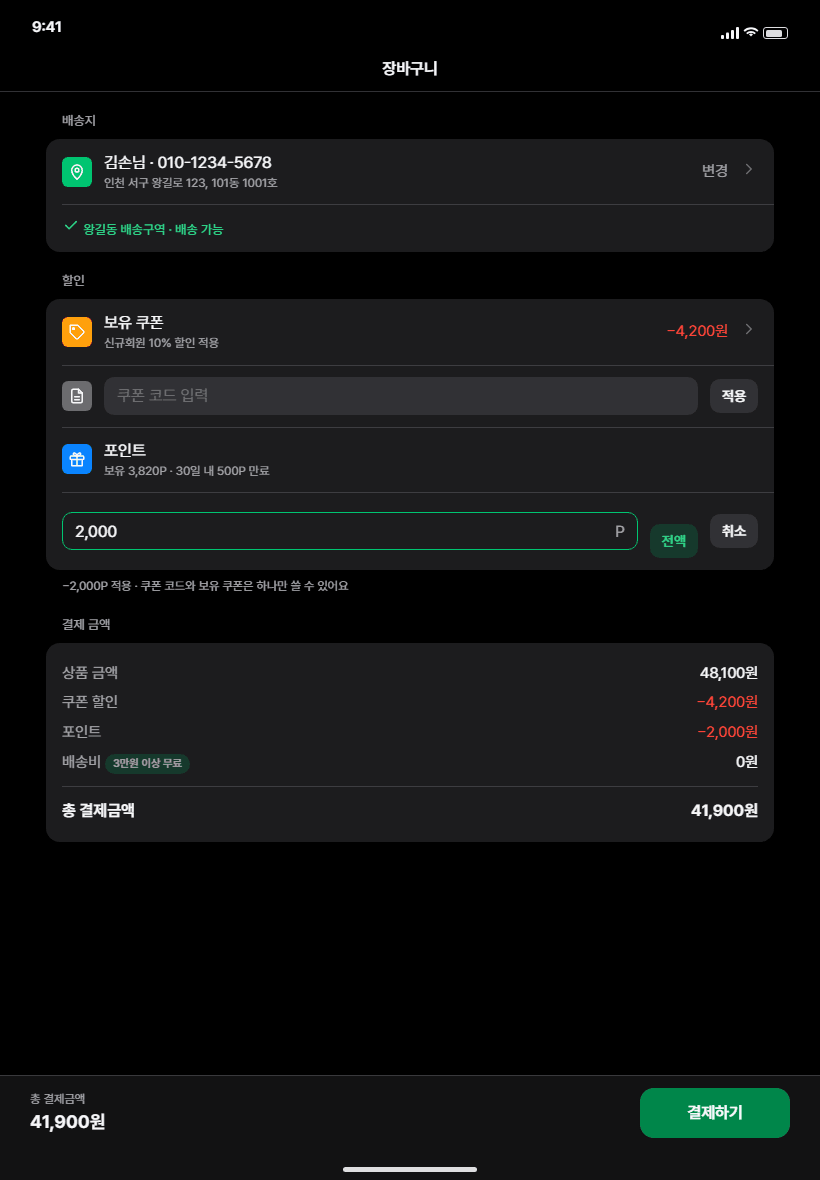 9:41
장바구니
배송지
김손님 · 010-1234-5678
인천 서구 왕길로 123, 101동 1001호
변경
왕길동 배송구역 · 배송 가능
할인
보유 쿠폰
신규회원 10% 할인 적용
−4,200원
쿠폰 코드 입력
적용
포인트
보유 3,820P · 30일 내 500P 만료
2,000
P
전액
취소
−2,000P 적용 · 쿠폰 코드와 보유 쿠폰은 하나만 쓸 수 있어요
결제 금액
상품 금액
48,100원
쿠폰 할인
−4,200원
포인트
−2,000원
배송비
3만원 이상 무료
0원
총 결제금액
41,900원
총 결제금액
41,900원
결제하기